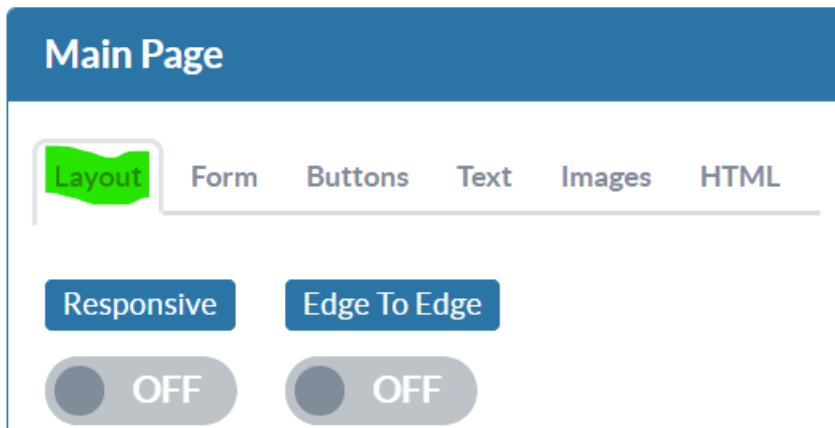 Main Page
Layout Form Buttons Text Images HTML
Responsive Edge To Edge
OFF OFF